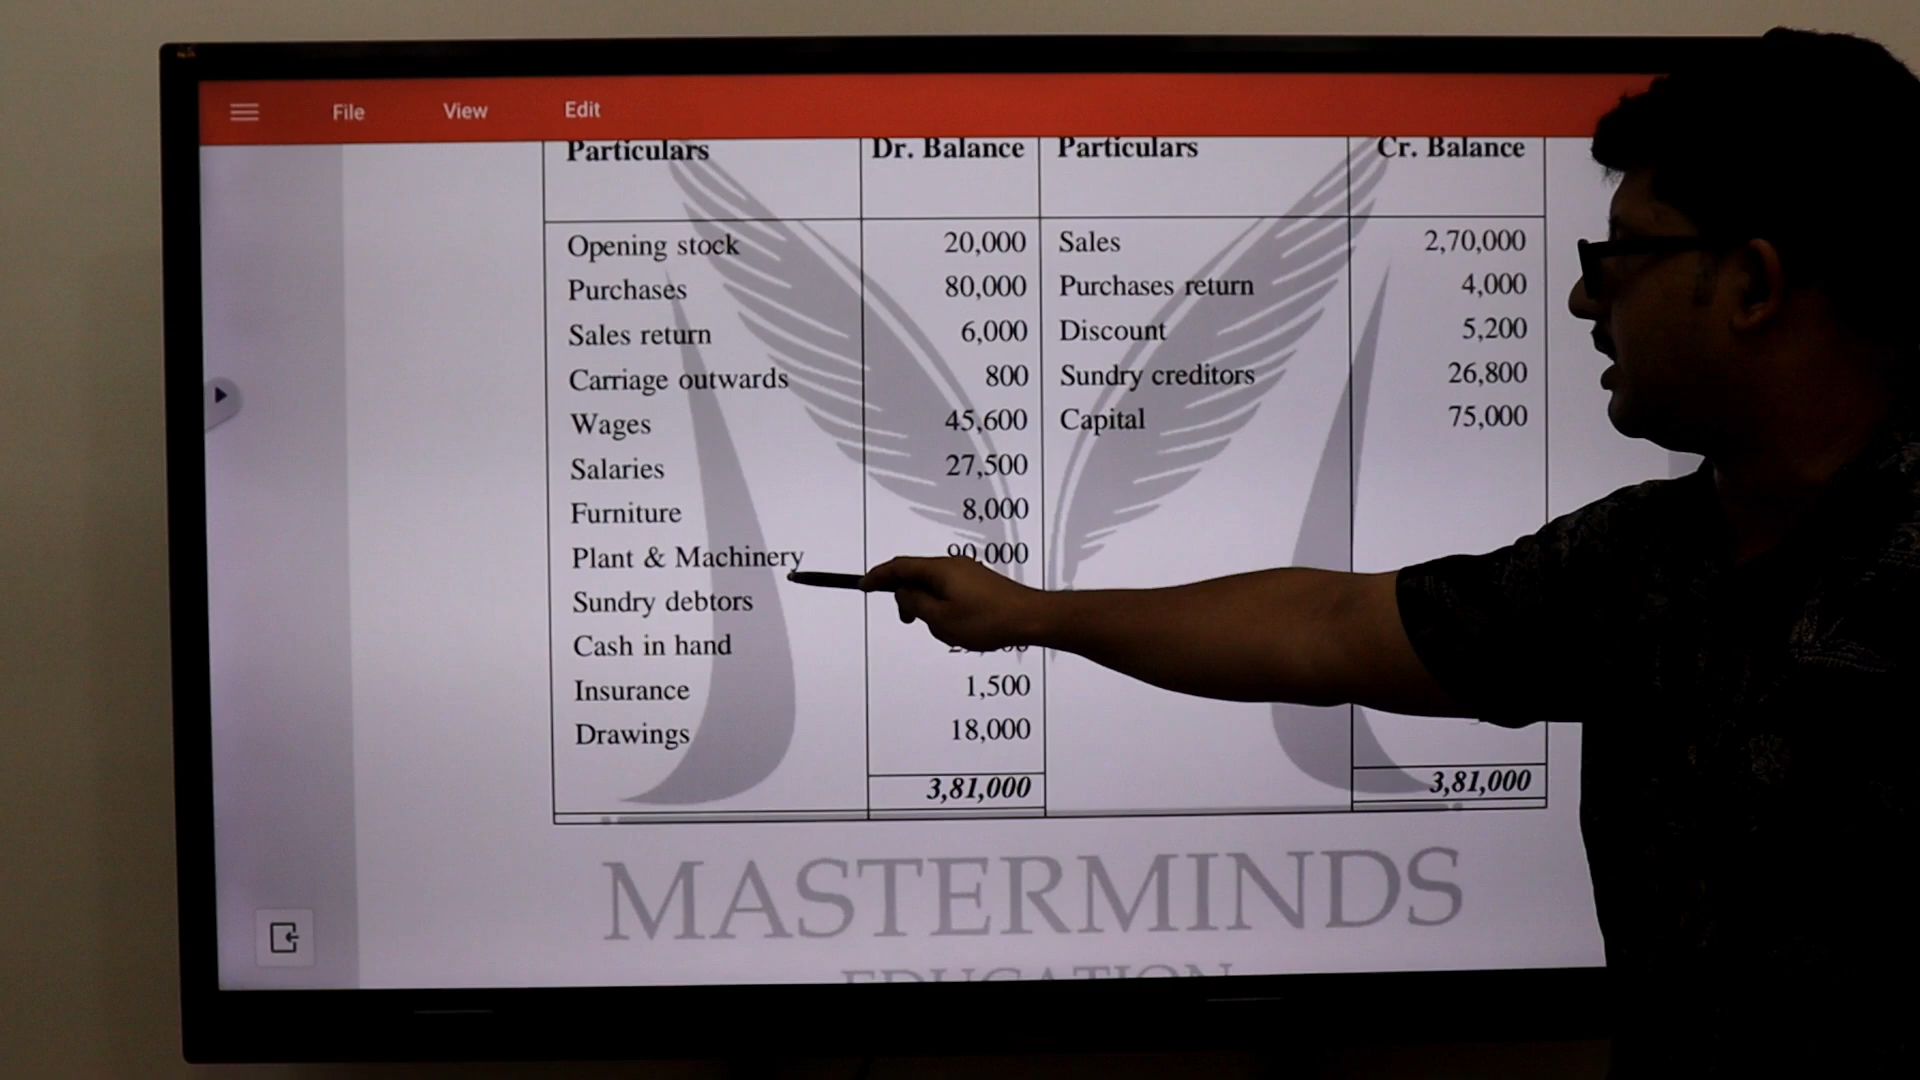 File View Edit
Particulars Dr. Balance Particulars Cr. Balance
Opening stock 20,000 Sales 2,70,000
Purchases 80,000 Purchases return 4,000
Sales return 6,000 Discount 5,200
Carriage outwards 800 Sundry creditors 26,800
Wages 45,600 Capital 75,000
Salaries 27,500
Furniture 8,000
Plant & Machinery 90,000
Sundry debtors
Cash in hand
Insurance 1,500
Drawings 18,000
3,81,000 3,81,000
MASTERMINDS
EDUCATION